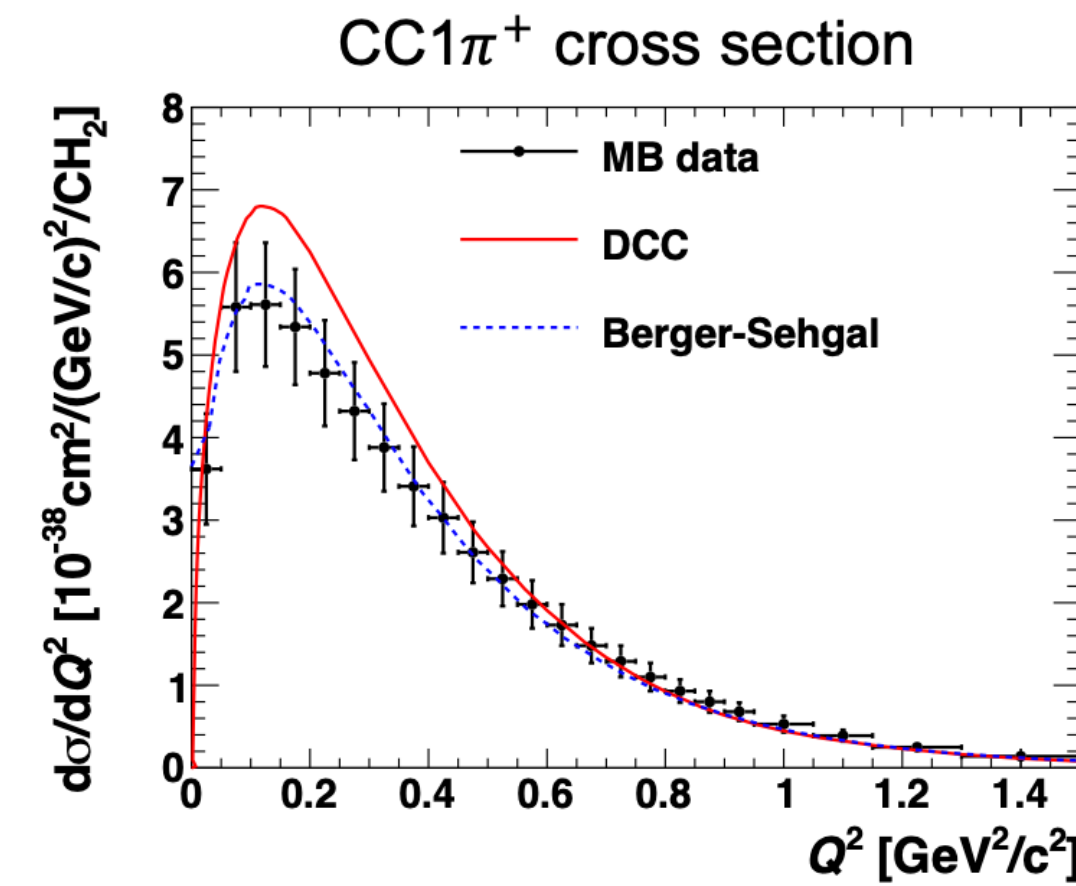 CC1π⁺ cross section
dσ/dQ² [10⁻³⁸cm²/(GeV/c)²/CH₂]
8
7
6
5
4
3
2
1
0
MB data
DCC
Berger-Sehgal
0 0.2 0.4 0.6 0.8 1 1.2 1.4
Q² [GeV²/c²]